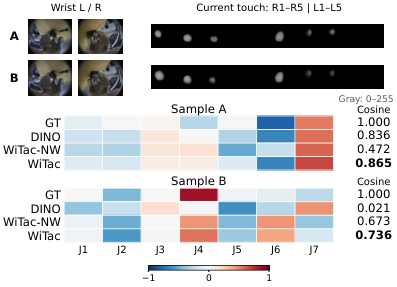 Wrist L / R Current touch: R1–R5 | L1–L5
A
B
Gray: 0–255
Sample A Cosine
GT 1.000
DINO 0.836
WiTac-NW 0.472
WiTac 0.865
Sample B Cosine
GT 1.000
DINO 0.021
WiTac-NW 0.673
WiTac 0.736
J1 J2 J3 J4 J5 J6 J7
−1 0 1